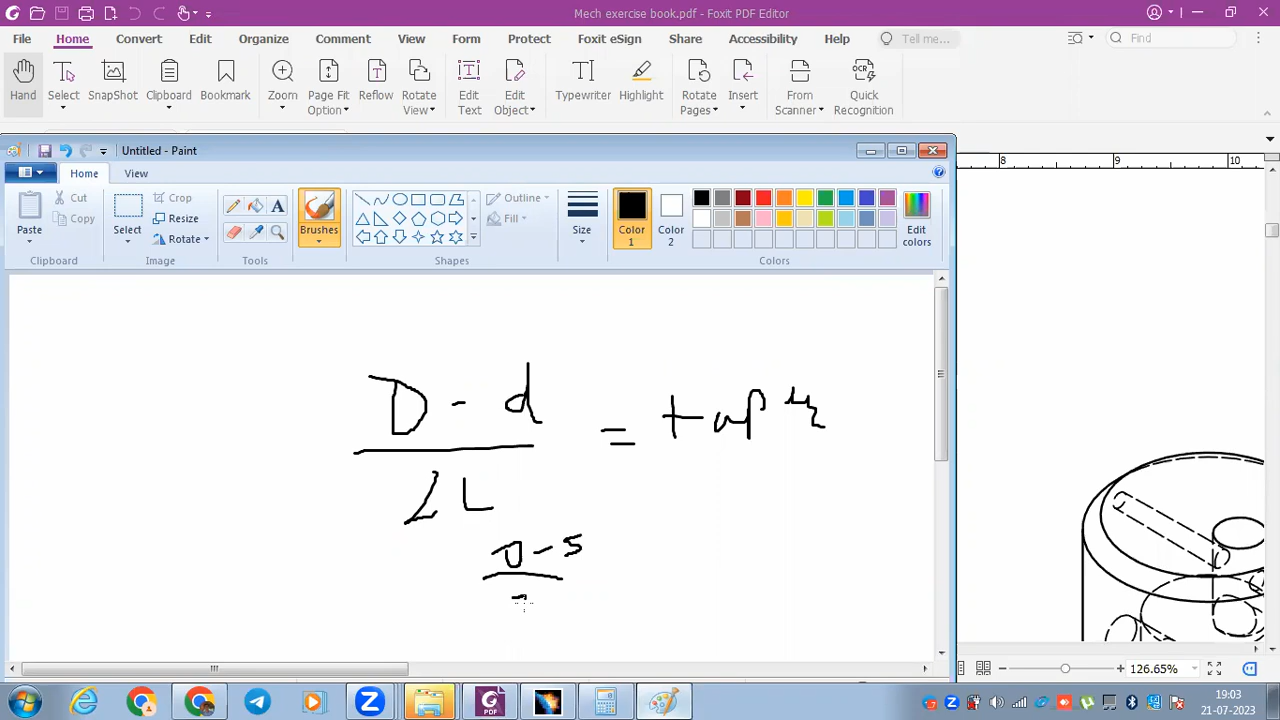 Mech exercise book.pdf - Foxit PDF Editor
File Home Convert Edit Organize Comment View Form Protect Foxit eSign Share Accessibility Help Tell me... Find
Hand Select SnapShot Clipboard Bookmark Zoom Page Fit Option Reflow Rotate View Edit Text Edit Object Typewriter Highlight Rotate Pages Insert From Scanner OCR Quick Recognition
Untitled - Paint
Home View
8 9 10
Paste Cut Copy
Select Crop Resize Rotate
A
Brushes
Outline Fill
Size
Color 1
Color 2
Edit colors
Clipboard Image Tools Shapes Colors
D - d
= tan
2L
D - 5
126.65%
PDF
19:03
21-07-2023